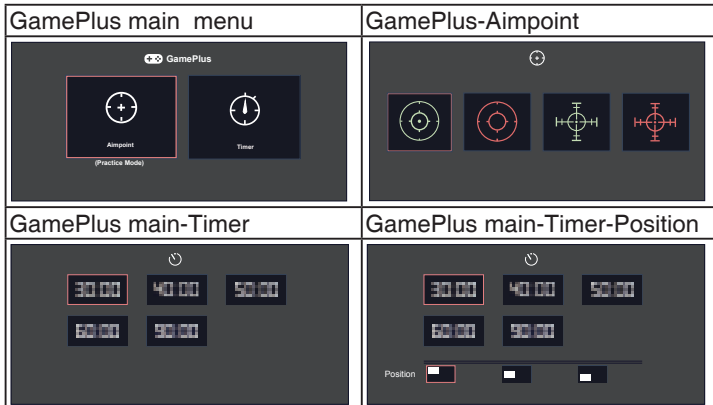 GamePlus main menu
GamePlus-Aimpoint
GamePlus
Aimpoint
Timer
(Practice Mode)
GamePlus main-Timer
GamePlus main-Timer-Position
30:00 40:00 50:00
60:00 90:00
30:00 40:00 50:00
60:00 90:00
Position